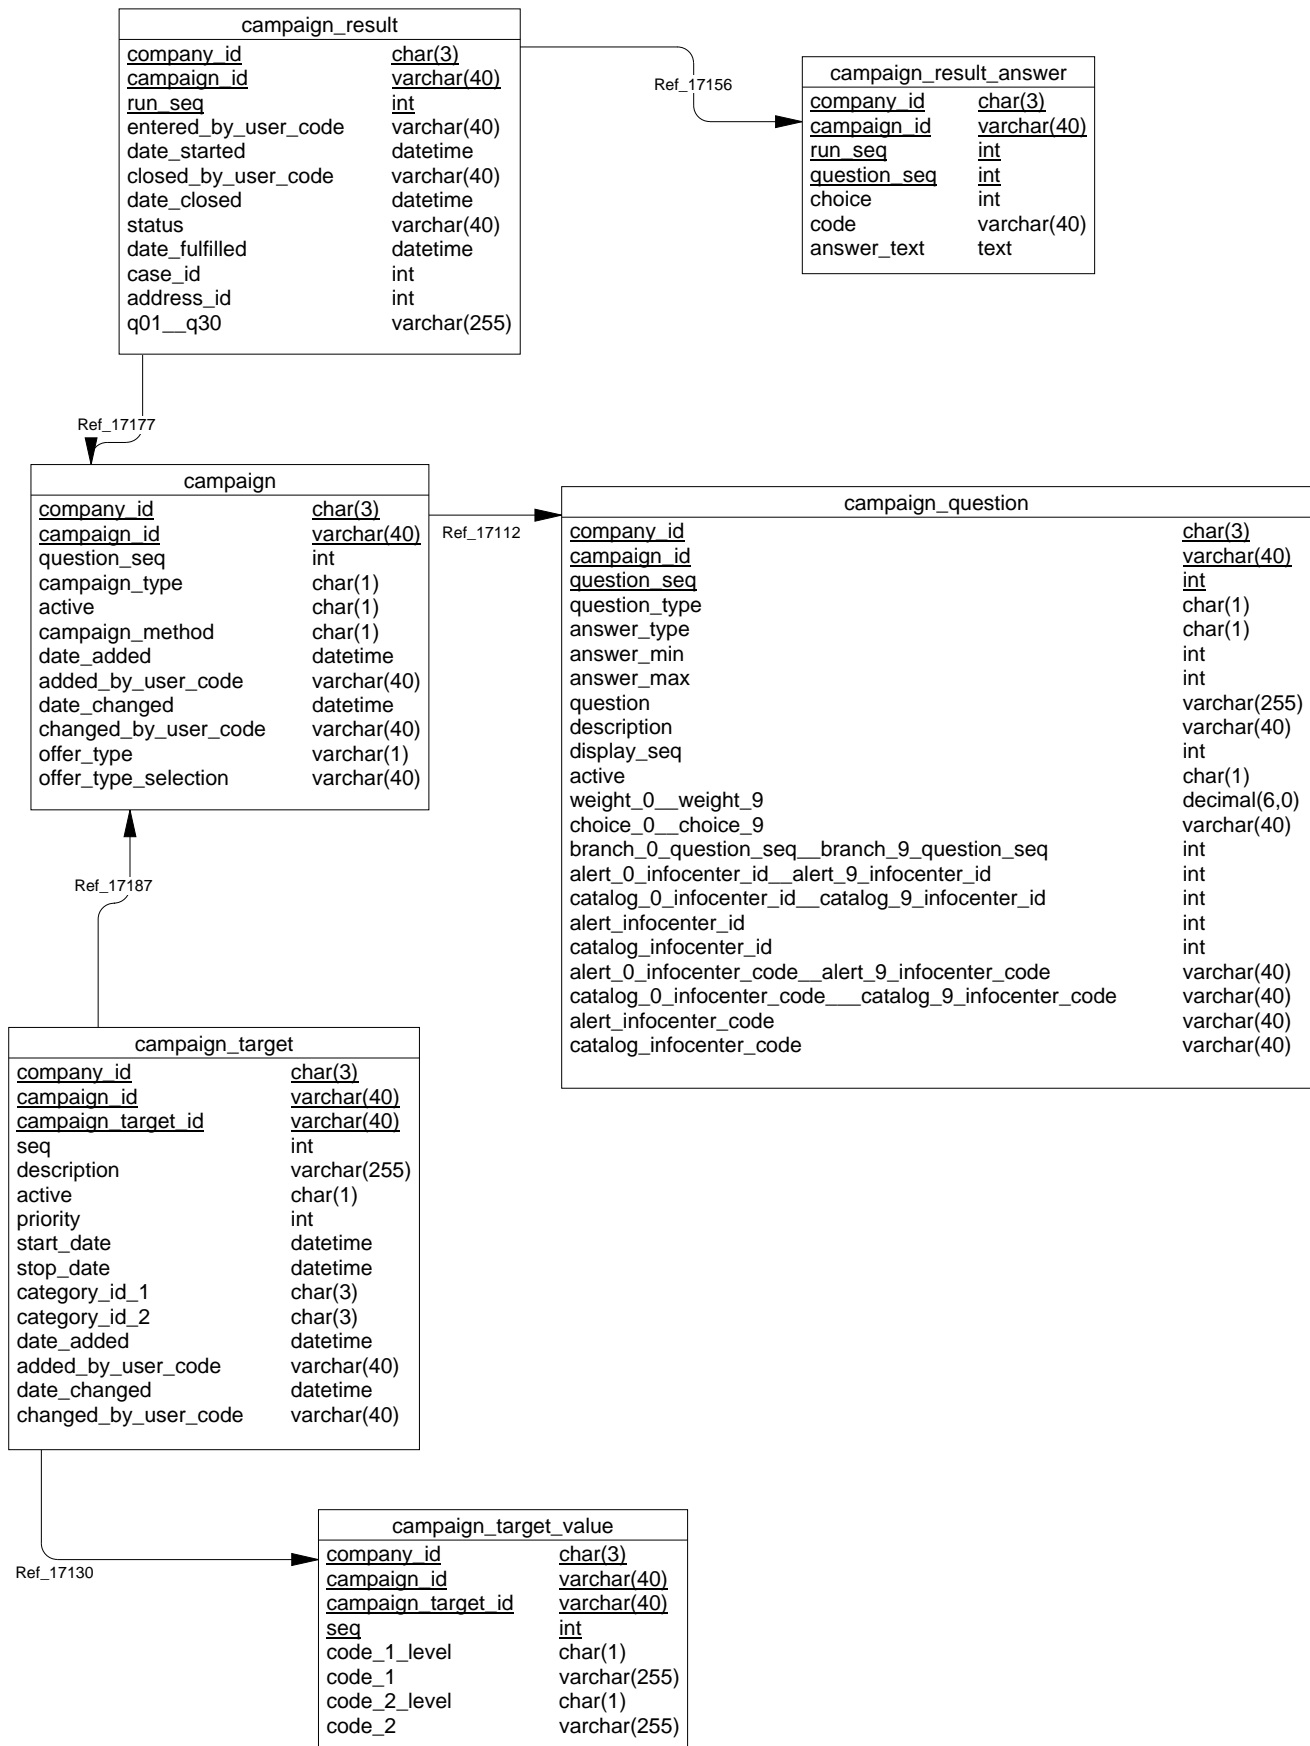 campaign_result
company_id char(3)
campaign_id varchar(40)
run_seq int
entered_by_user_code varchar(40)
date_started datetime
closed_by_user_code varchar(40)
date_closed datetime
status varchar(40)
date_fulfilled datetime
case_id int
address_id int
q01__q30 varchar(255)
Ref_17156
campaign_result_answer
company_id char(3)
campaign_id varchar(40)
run_seq int
question_seq int
choice int
code varchar(40)
answer_text text
Ref_17177
campaign
company_id char(3)
campaign_id varchar(40)
question_seq int
campaign_type char(1)
active char(1)
campaign_method char(1)
date_added datetime
added_by_user_code varchar(40)
date_changed datetime
changed_by_user_code varchar(40)
offer_type varchar(1)
offer_type_selection varchar(40)
Ref_17112
campaign_question
company_id char(3)
campaign_id varchar(40)
question_seq int
question_type char(1)
answer_type char(1)
answer_min int
answer_max int
question varchar(255)
description varchar(40)
display_seq int
active char(1)
weight_0__weight_9 decimal(6,0)
choice_0__choice_9 varchar(40)
branch_0_question_seq__branch_9_question_seq int
alert_0_infocenter_id__alert_9_infocenter_id int
catalog_0_infocenter_id__catalog_9_infocenter_id int
alert_infocenter_id int
catalog_infocenter_id int
alert_0_infocenter_code__alert_9_infocenter_code varchar(40)
catalog_0_infocenter_code___catalog_9_infocenter_code varchar(40)
alert_infocenter_code varchar(40)
catalog_infocenter_code varchar(40)
Ref_17187
campaign_target
company_id char(3)
campaign_id varchar(40)
campaign_target_id varchar(40)
seq int
description varchar(255)
active char(1)
priority int
start_date datetime
stop_date datetime
category_id_1 char(3)
category_id_2 char(3)
date_added datetime
added_by_user_code varchar(40)
date_changed datetime
changed_by_user_code varchar(40)
Ref_17130
campaign_target_value
company_id char(3)
campaign_id varchar(40)
campaign_target_id varchar(40)
seq int
code_1_level char(1)
code_1 varchar(255)
code_2_level char(1)
code_2 varchar(255)